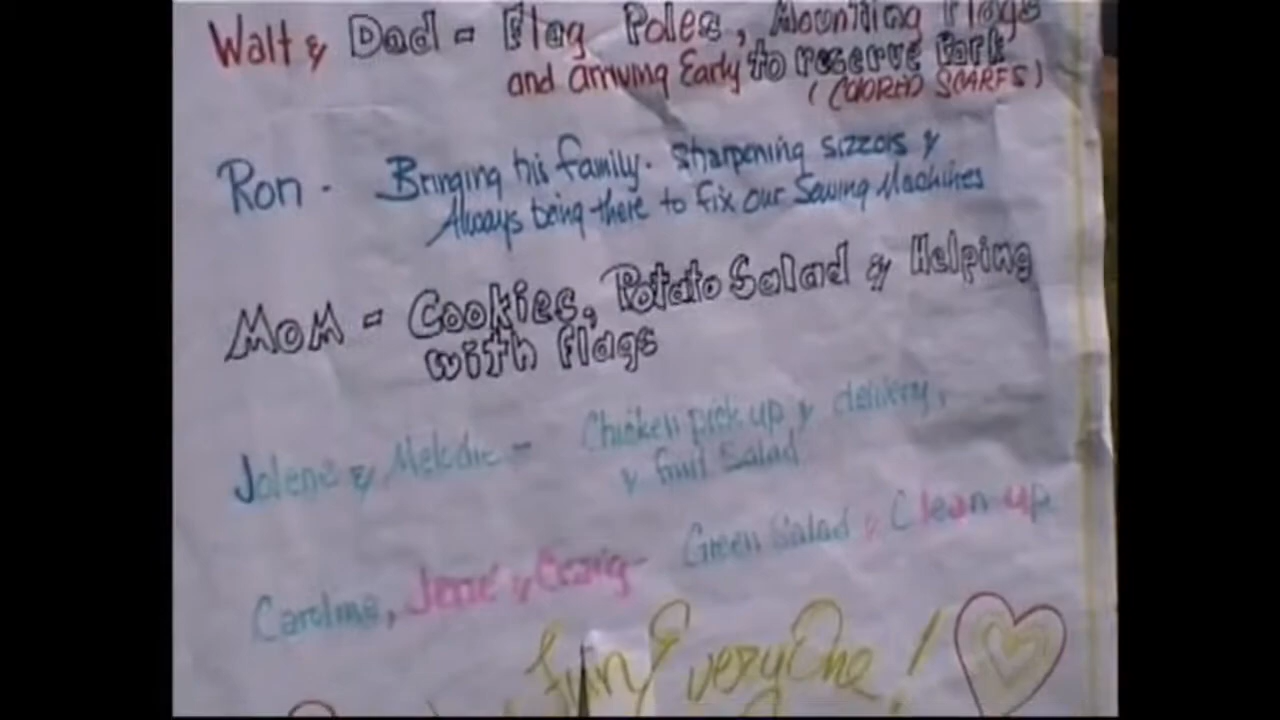 Walt & Dad - Flag Poles, Mounting Flags
and arriving Early to reserve Park
(COLORED SCARFS)
Ron - Bringing his family. Sharpening sizzors &
Always being there to fix our Sewing Machines
MOM - Cookies, Potato Salad & Helping
with flags
Jolene & Melodie - Chicken pick up & delivery,
& fruit Salad
Caroline, & Craig - Green Salad & Clean up
fun EveryOne!